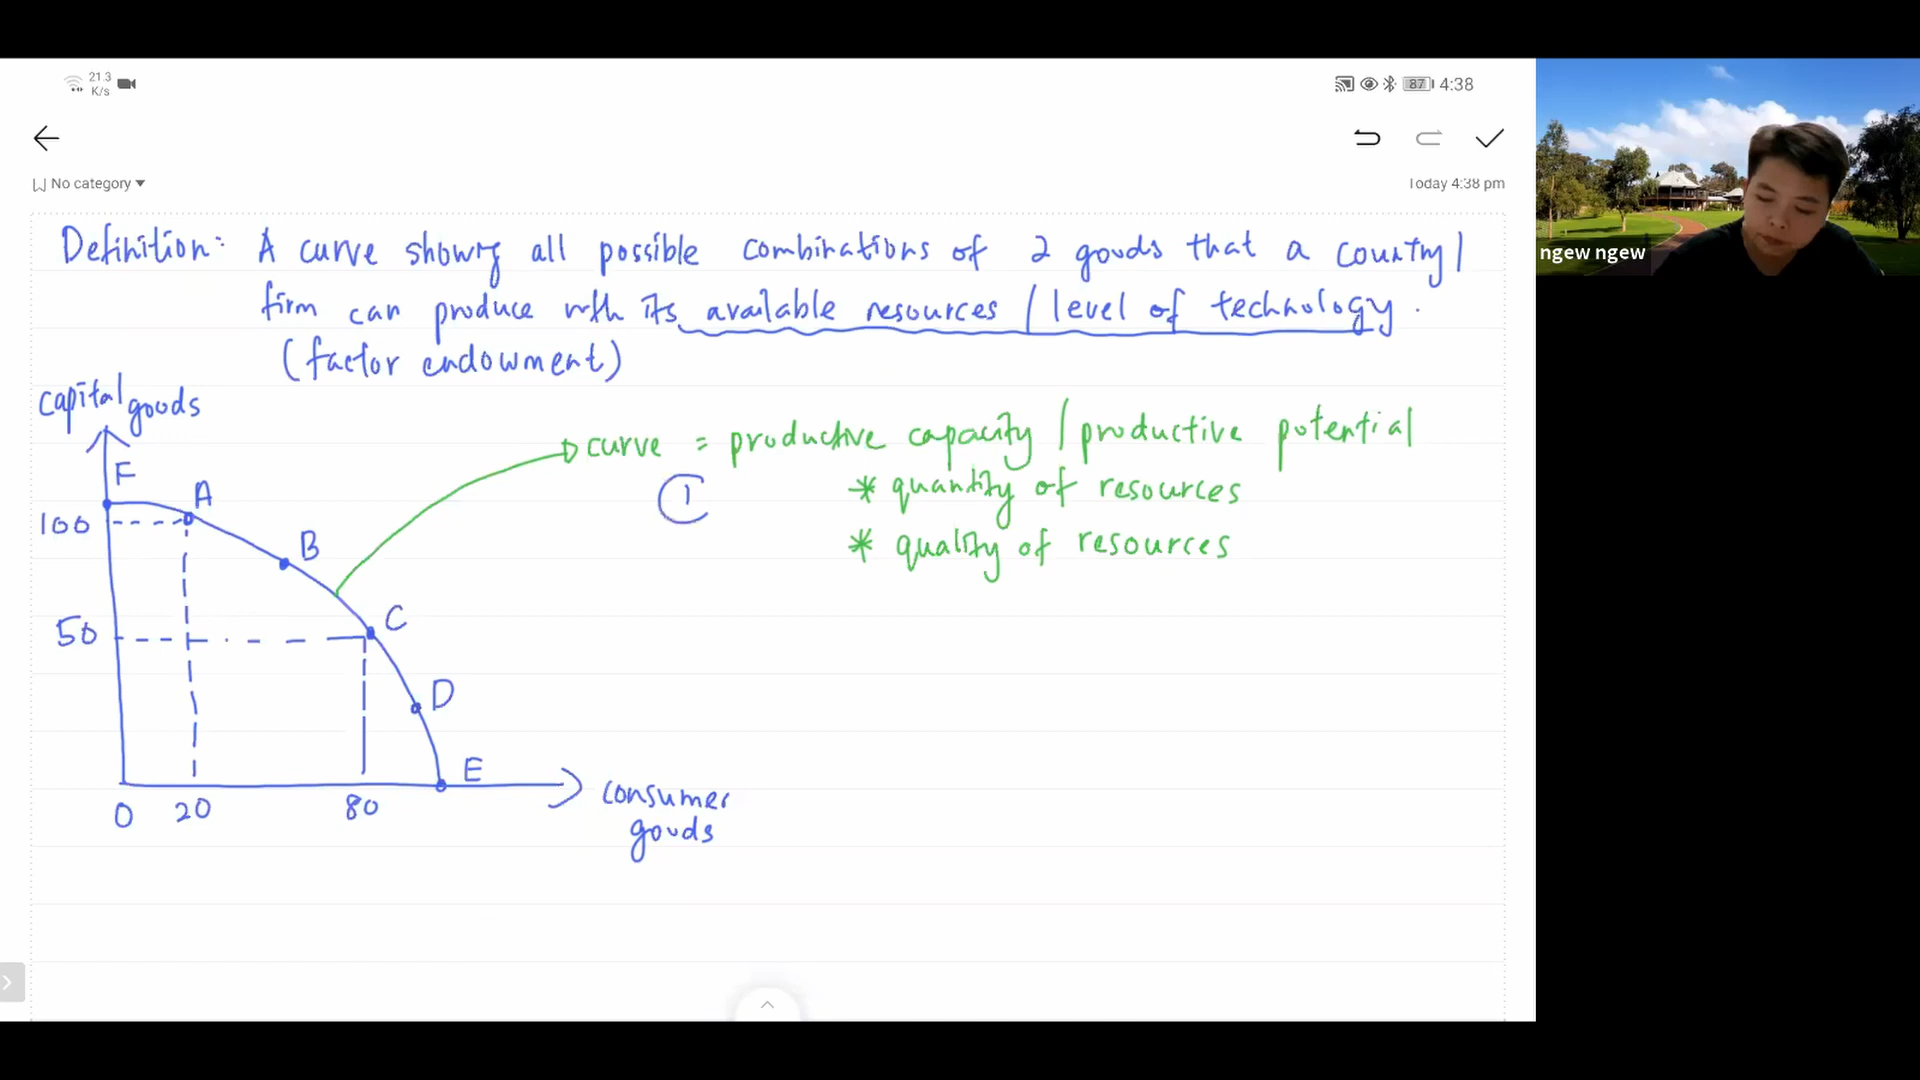 21.3
K/s
87 4:38
No category
Today 4:38 pm
Definition: A curve showing all possible combinations of 2 goods that a country/
firm can produce with its available resources / level of technology.
(factor endowment)
capital goods
curve = productive capacity / productive potential
① * quantity of resources
* quality of resources
F
A
100
B
C
50
D
E
0 20 80
consumer
goods
ngew ngew